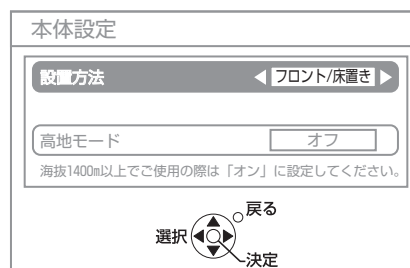 本体設定
設置方法 フロント/床置き
高地モード オフ
海抜1400m以上でご使用の際は「オン」に設定してください。
戻る
選択
決定